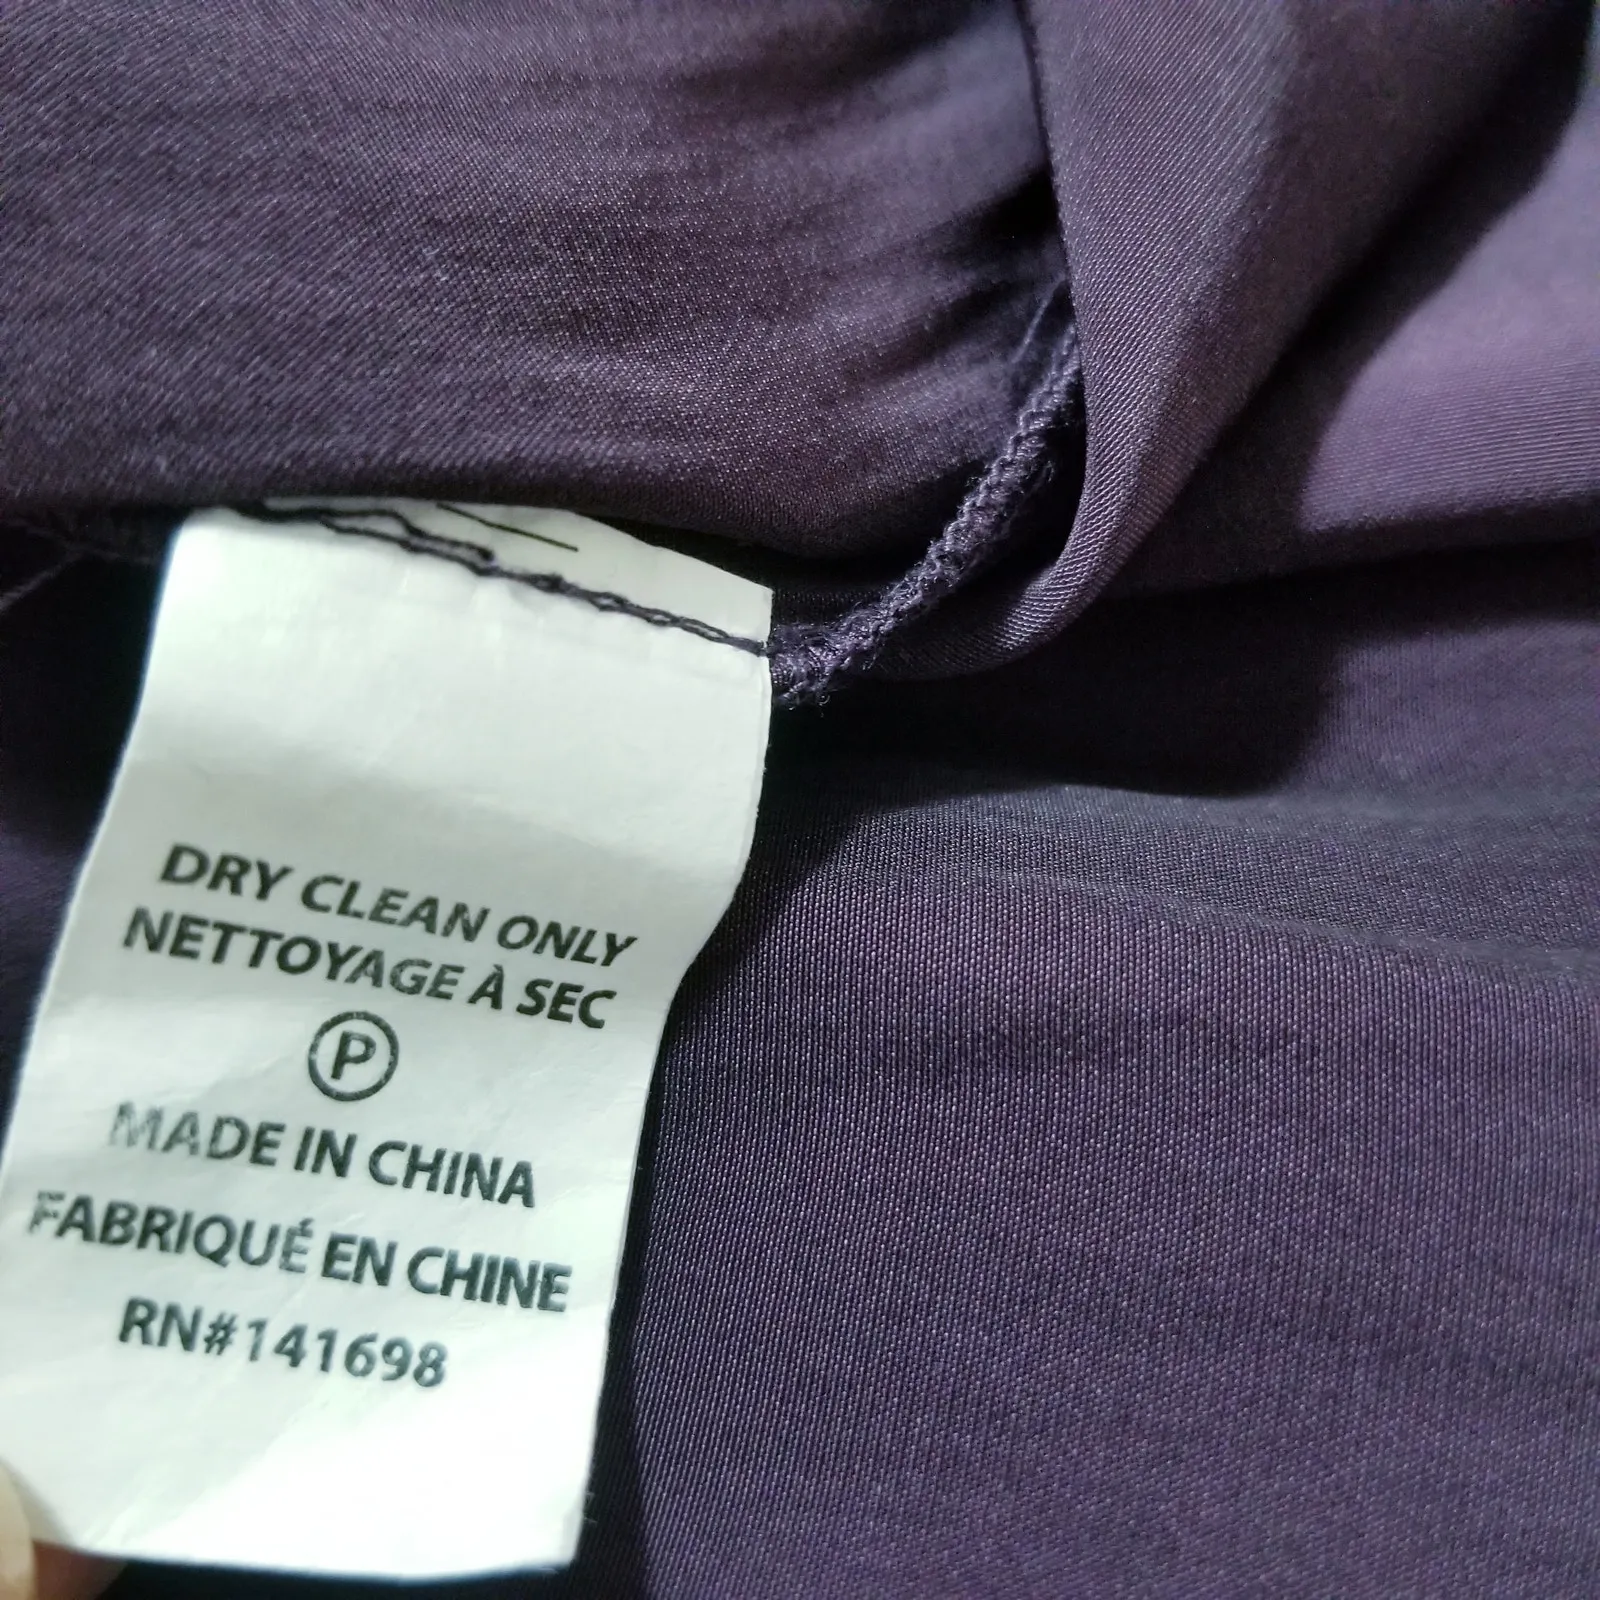 DRY CLEAN ONLY
NETTOYAGE À SEC
P
MADE IN CHINA
FABRIQUÉ EN CHINE
RN#141698